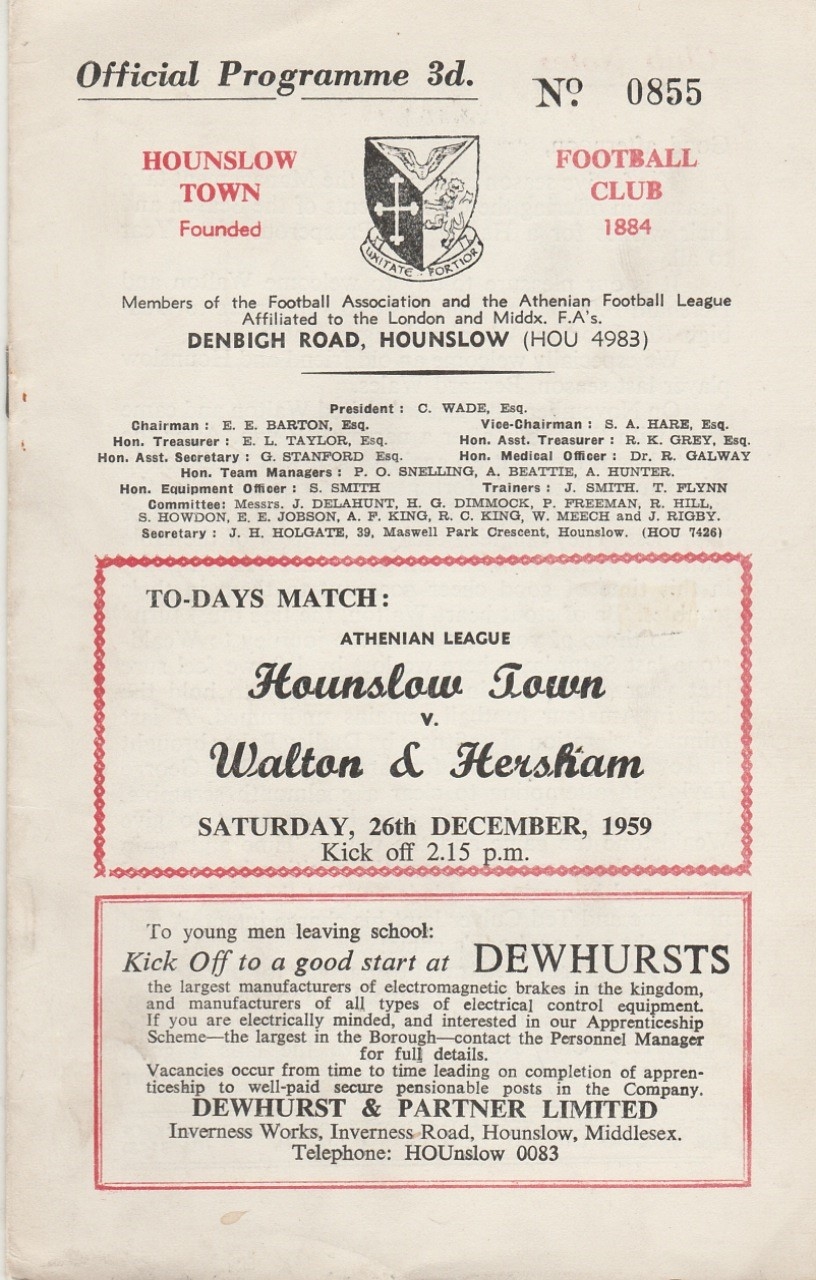 Official Programme 3d.
No. 0855
HOUNSLOW TOWN
Founded
FOOTBALL CLUB
1884
UNITATE FORTIOR
Members of the Football Association and the Athenian Football League
Affiliated to the London and Middx. F.A's.
DENBIGH ROAD, HOUNSLOW (HOU 4983)
President : C. WADE, Esq.
Chairman : E. E. BARTON, Esq. Vice-Chairman : S. A. HARE, Esq.
Hon. Treasurer : E. L. TAYLOR, Esq. Hon. Asst. Treasurer : R. K. GREY, Esq.
Hon. Asst. Secretary : G. STANFORD Esq. Hon. Medical Officer : Dr. R. GALWAY
Hon. Team Managers : P. O. SNELLING, A. BEATTIE, A. HUNTER.
Hon. Equipment Officer : S. SMITH Trainers : J. SMITH. T. FLYNN
Committee: Messrs. J. DELAHUNT, H. G. DIMMOCK, P. FREEMAN, R. HILL,
S. HOWDON, E. E. JOBSON, A. F. KING, R. C. KING, W. MEECH and J. RIGBY.
Secretary : J. H. HOLGATE, 39, Maswell Park Crescent, Hounslow. (HOU 7426)
TO-DAYS MATCH:
ATHENIAN LEAGUE
Hounslow Town
v.
Walton & Hersham
SATURDAY, 26th DECEMBER, 1959
Kick off 2.15 p.m.
To young men leaving school:
Kick Off to a good start at DEWHURSTS
the largest manufacturers of electromagnetic brakes in the kingdom,
and manufacturers of all types of electrical control equipment.
If you are electrically minded, and interested in our Apprenticeship
Scheme—the largest in the Borough—contact the Personnel Manager
for full details.
Vacancies occur from time to time leading on completion of appren-
ticeship to well-paid secure pensionable posts in the Company.
DEWHURST & PARTNER LIMITED
Inverness Works, Inverness Road, Hounslow, Middlesex.
Telephone: HOUnslow 0083